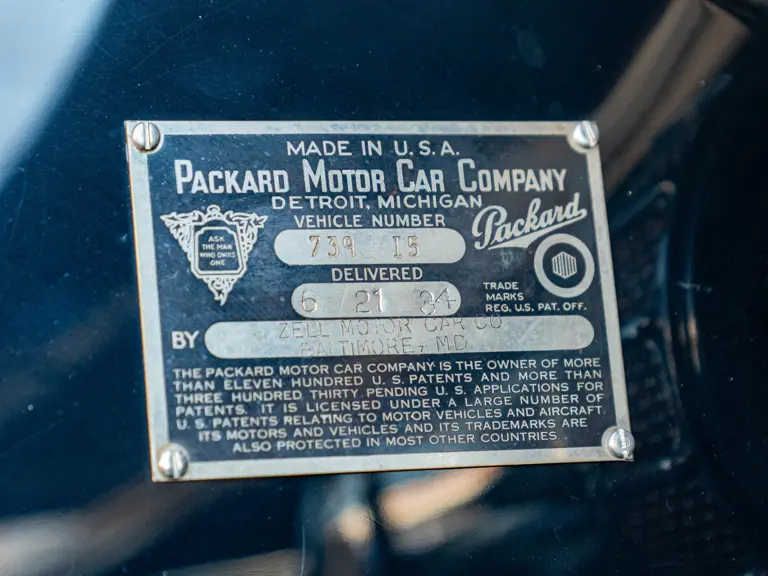 MADE IN U.S.A.
PACKARD MOTOR CAR COMPANY
DETROIT, MICHIGAN
VEHICLE NUMBER
739 15
Packard
ASK
THE MAN
WHO OWNS
ONE
DELIVERED
6 21 34
TRADE
MARKS
REG. U.S. PAT. OFF.
BY ZELL MOTOR CAR CO
BALTIMORE, MD.
THE PACKARD MOTOR CAR COMPANY IS THE OWNER OF MORE
THAN ELEVEN HUNDRED U. S. PATENTS AND MORE THAN
THREE HUNDRED THIRTY PENDING U. S. APPLICATIONS FOR
PATENTS. IT IS LICENSED UNDER A LARGE NUMBER OF
U. S. PATENTS RELATING TO MOTOR VEHICLES AND AIRCRAFT.
ITS MOTORS AND VEHICLES AND ITS TRADEMARKS ARE
ALSO PROTECTED IN MOST OTHER COUNTRIES.